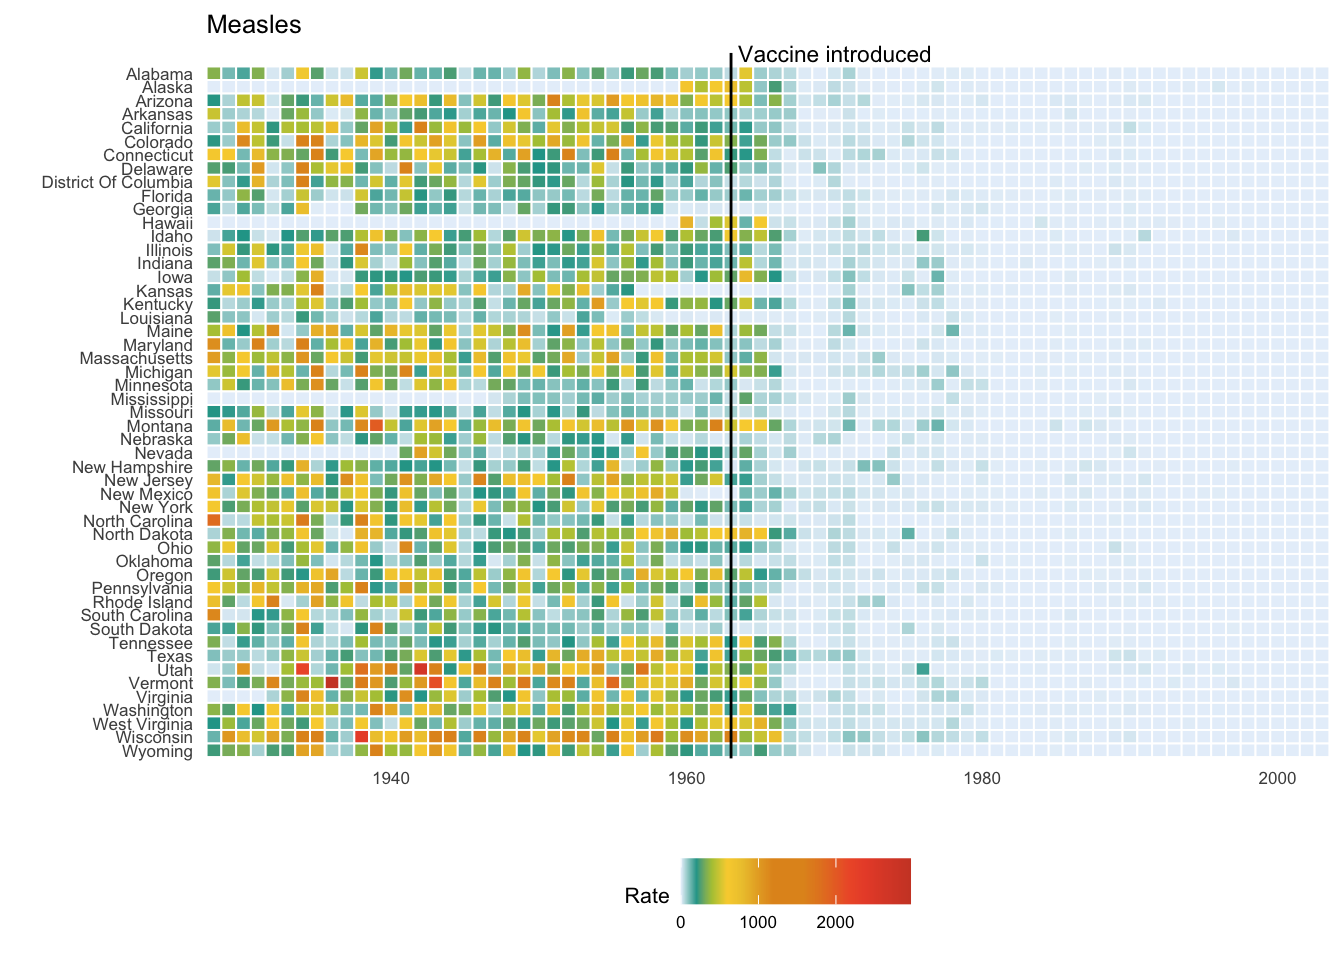 Measles
Vaccine introduced
Alabama
Alaska
Arizona
Arkansas
California
Colorado
Connecticut
Delaware
District Of Columbia
Florida
Georgia
Hawaii
Idaho
Illinois
Indiana
Iowa
Kansas
Kentucky
Louisiana
Maine
Maryland
Massachusetts
Michigan
Minnesota
Mississippi
Missouri
Montana
Nebraska
Nevada
New Hampshire
New Jersey
New Mexico
New York
North Carolina
North Dakota
Ohio
Oklahoma
Oregon
Pennsylvania
Rhode Island
South Carolina
South Dakota
Tennessee
Texas
Utah
Vermont
Virginia
Washington
West Virginia
Wisconsin
Wyoming
1940 1960 1980 2000
Rate
0 1000 2000